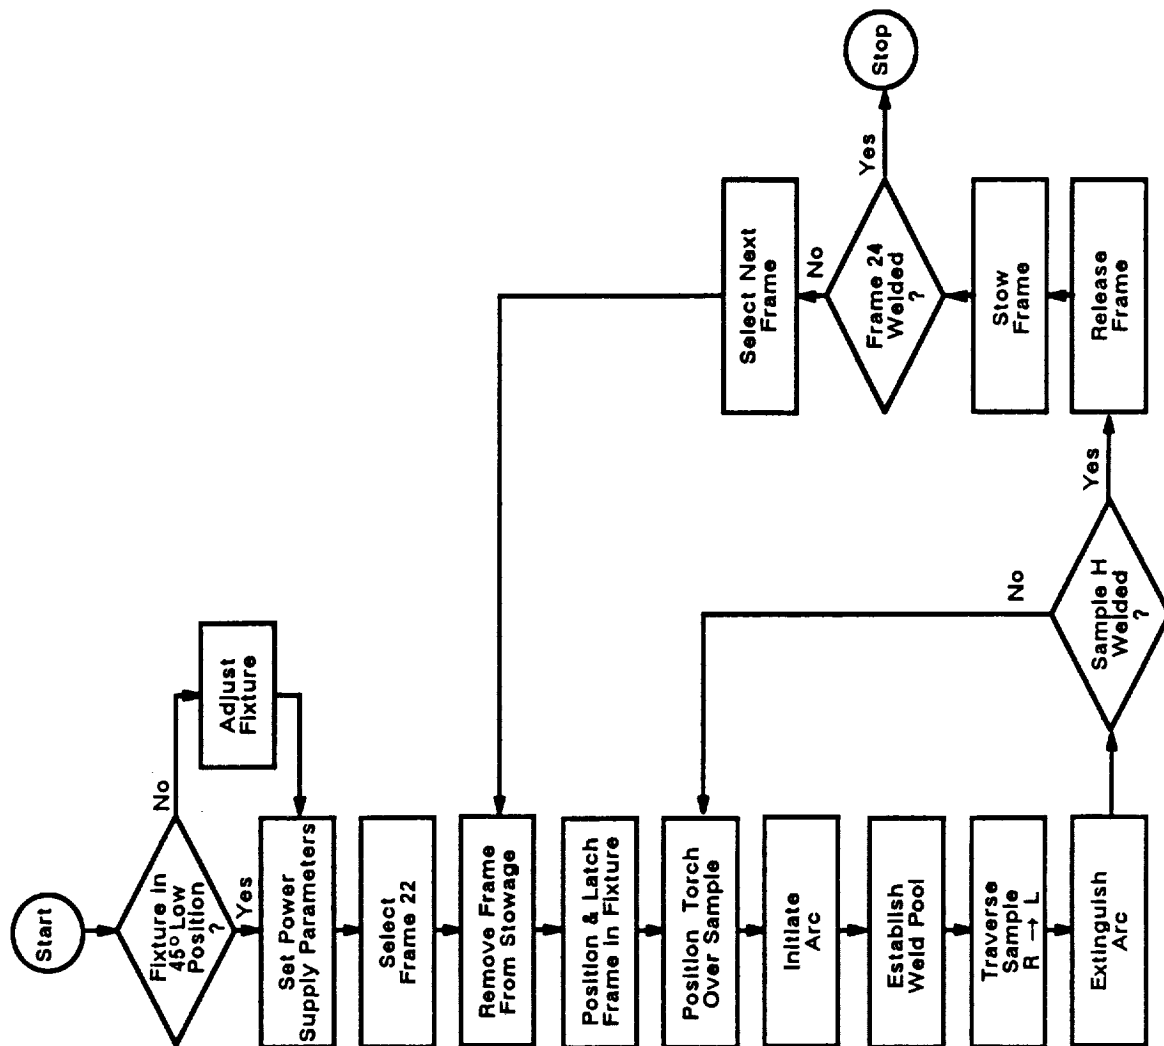 Start
Fixture In
45° Low
Position
?
No
Adjust
Fixture
Yes
Set Power
Supply Parameters
Select
Frame 22
Remove Frame
From Stowage
Position & Latch
Frame In Fixture
Position Torch
Over Sample
Initiate
Arc
Establish
Weld Pool
Traverse
Sample
R → L
Extinguish
Arc
Sample H
Welded
?
No
Yes
Release
Frame
Stow
Frame
Frame 24
Welded
?
No
Select Next
Frame
Yes
Stop